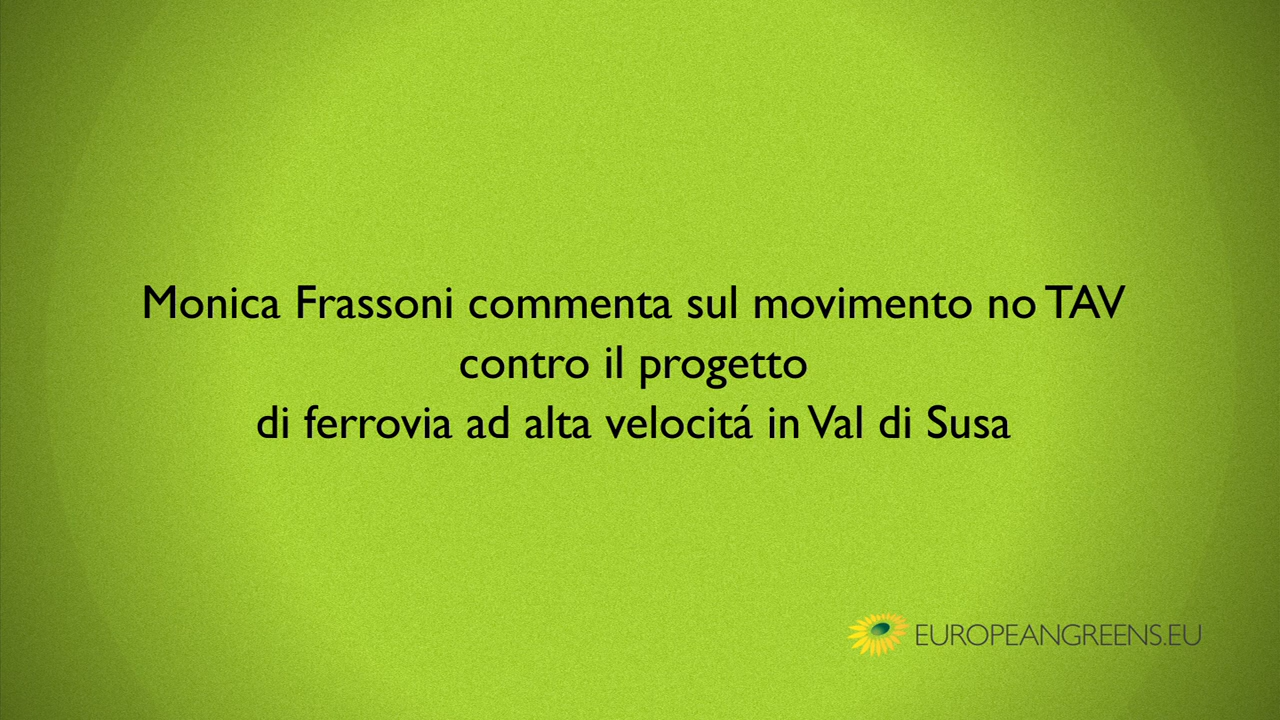 Monica Frassoni commenta sul movimento no TAV
contro il progetto
di ferrovia ad alta velocitá in Val di Susa
EUROPEANGREENS.EU